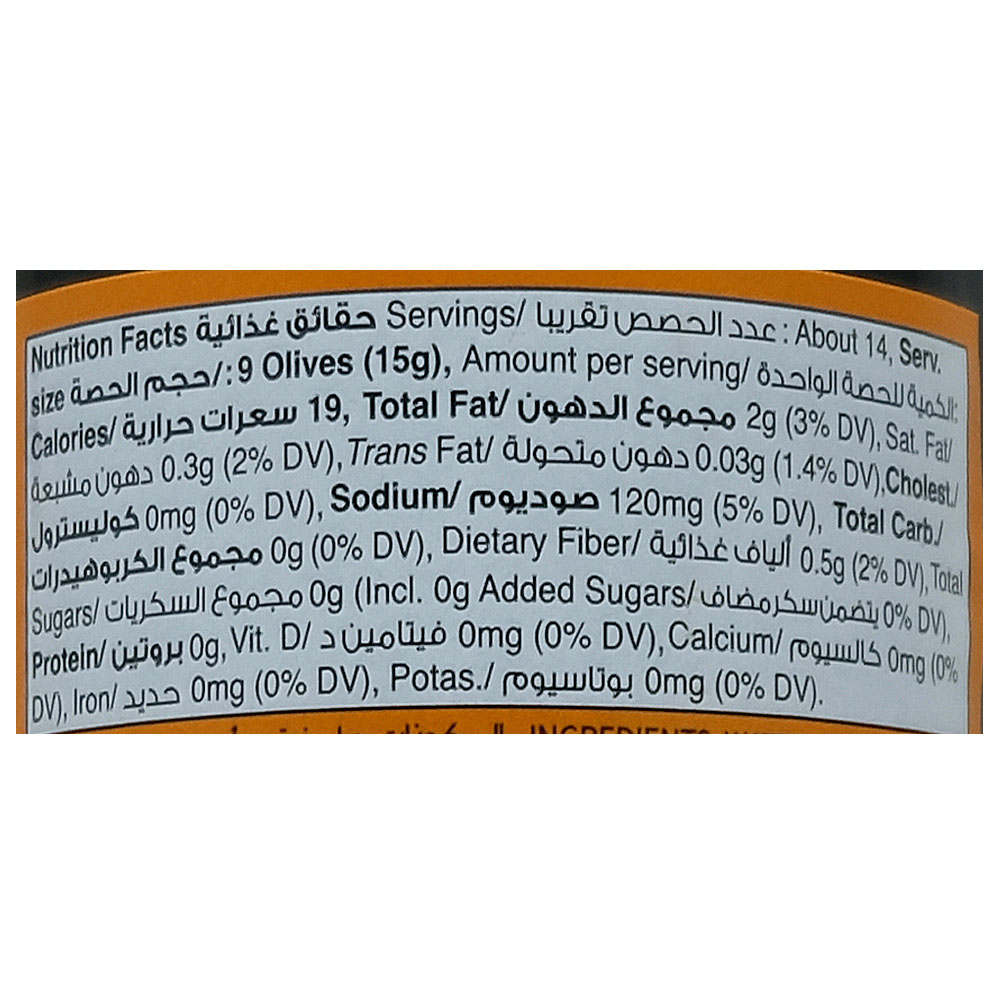 Nutrition Facts حقائق غذائية Servings/ عدد الحصص تقريبا : About 14, Serv.
size حجم الحصة/: 9 Olives (15g), Amount per serving/ الكمية للحصة الواحدة:
Calories/ سعرات حرارية 19, Total Fat/ مجموع الدهون 2g (3% DV), Sat. Fat/
دهون مشبعة 0.3g (2% DV), Trans Fat/ دهون متحولة 0.03g (1.4% DV), Cholest./
كوليسترول 0mg (0% DV), Sodium/ صوديوم 120mg (5% DV), Total Carb./
مجموع الكربوهيدرات 0g (0% DV), Dietary Fiber/ ألياف غذائية 0.5g (2% DV), Total
Sugars/ مجموع السكريات 0g (Incl. 0g Added Sugars/ يتضمن سكر مضاف 0% DV),
Protein/ بروتين 0g, Vit. D/ فيتامين د 0mg (0% DV), Calcium/ كالسيوم 0mg (0%
DV), Iron/ حديد 0mg (0% DV), Potas./ بوتاسيوم 0mg (0% DV).
INGREDIENTS